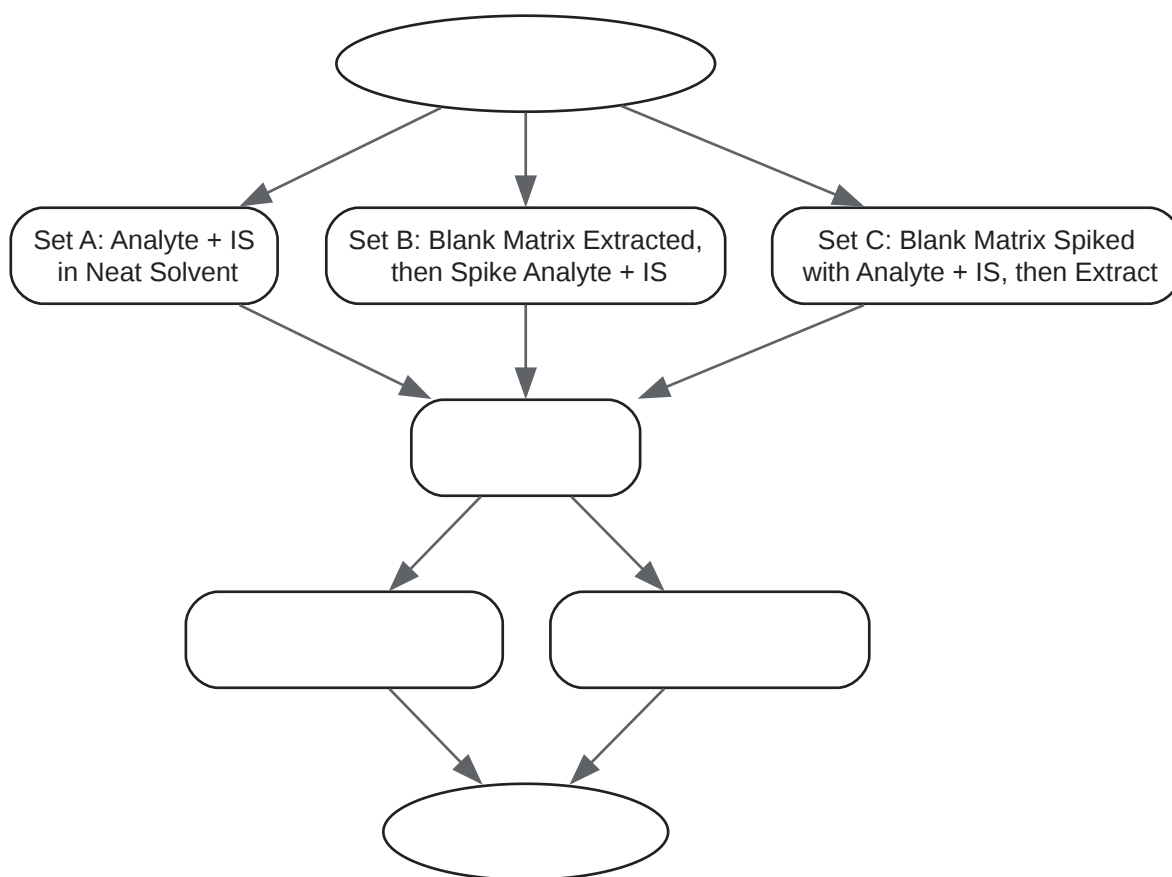 Set A: Analyte + IS
in Neat Solvent
Set B: Blank Matrix Extracted,
then Spike Analyte + IS
Set C: Blank Matrix Spiked
with Analyte + IS, then Extract